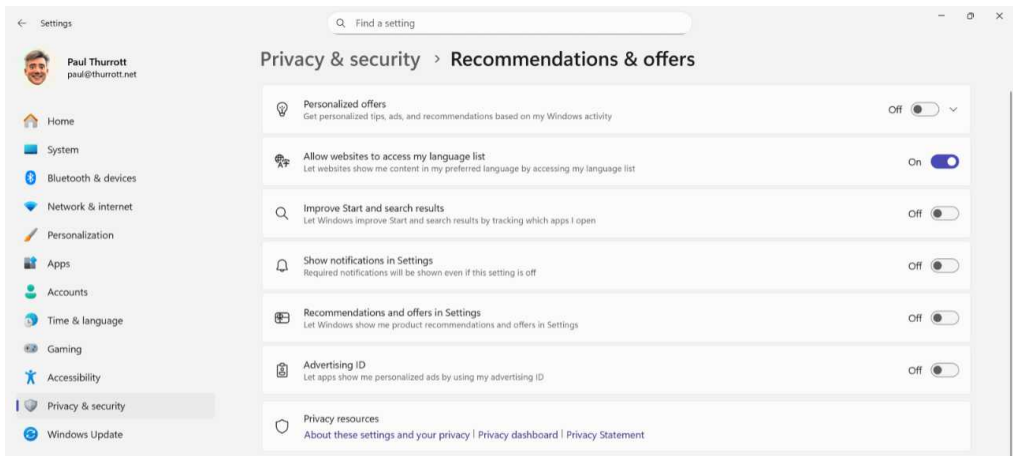 Settings
Find a setting
Paul Thurrott
paul@thurrott.net
Home
System
Bluetooth & devices
Network & internet
Personalization
Apps
Accounts
Time & language
Gaming
Accessibility
Privacy & security
Windows Update
Privacy & security > Recommendations & offers
Personalized offers
Get personalized tips, ads, and recommendations based on my Windows activity
Off
Allow websites to access my language list
Let websites show me content in my preferred language by accessing my language list
On
Improve Start and search results
Let Windows improve Start and search results by tracking which apps I open
Off
Show notifications in Settings
Required notifications will be shown even if this setting is off
Off
Recommendations and offers in Settings
Let Windows show me product recommendations and offers in Settings
Off
Advertising ID
Let apps show me personalized ads by using my advertising ID
Off
Privacy resources
About these settings and your privacy | Privacy dashboard | Privacy Statement